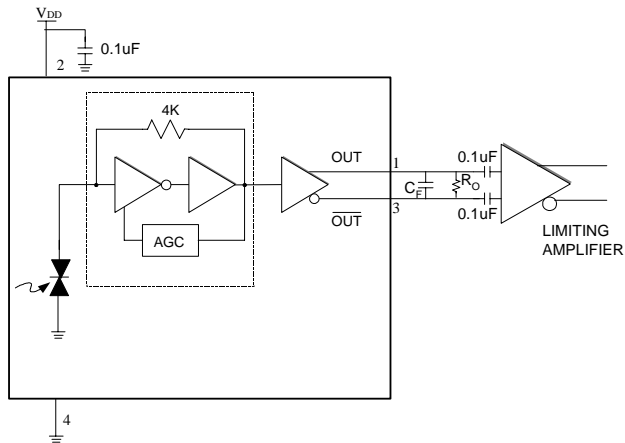 VDD
0.1uF
2
4K
OUT
1
0.1uF
CF
RO
AGC
OUT
3
0.1uF
LIMITING
AMPLIFIER
4